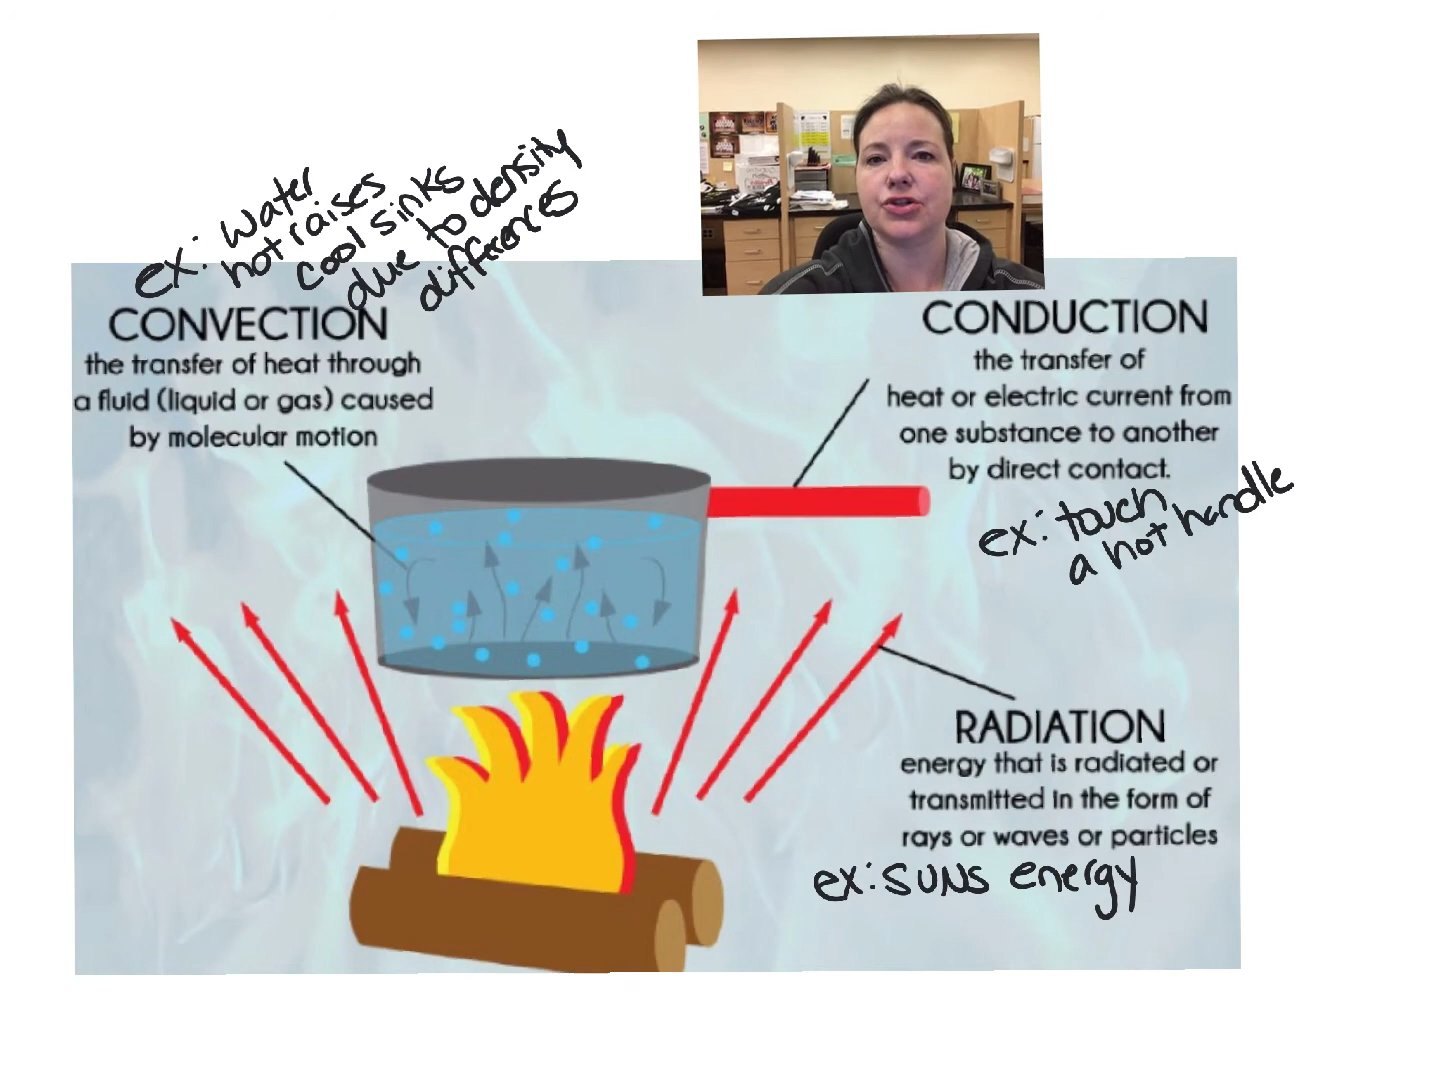 ex: water
hot raises
cool sinks
due to density
differences
CONVECTION
the transfer of heat through
a fluid (liquid or gas) caused
by molecular motion
CONDUCTION
the transfer of
heat or electric current from
one substance to another
by direct contact.
ex: touch
a hot handle
RADIATION
energy that is radiated or
transmitted in the form of
rays or waves or particles
ex: suns energy